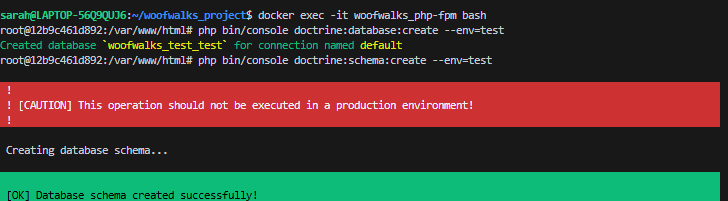 sarah@LAPTOP-56Q9QUJ6:~/woofwalks_project$ docker exec -it woofwalks_php-fpm bash
root@12b9c461d892:/var/www/html# php bin/console doctrine:database:create --env=test
Created database `woofwalks_test_test` for connection named default
root@12b9c461d892:/var/www/html# php bin/console doctrine:schema:create --env=test
!
! [CAUTION] This operation should not be executed in a production environment!
!
Creating database schema...
[OK] Database schema created successfully!